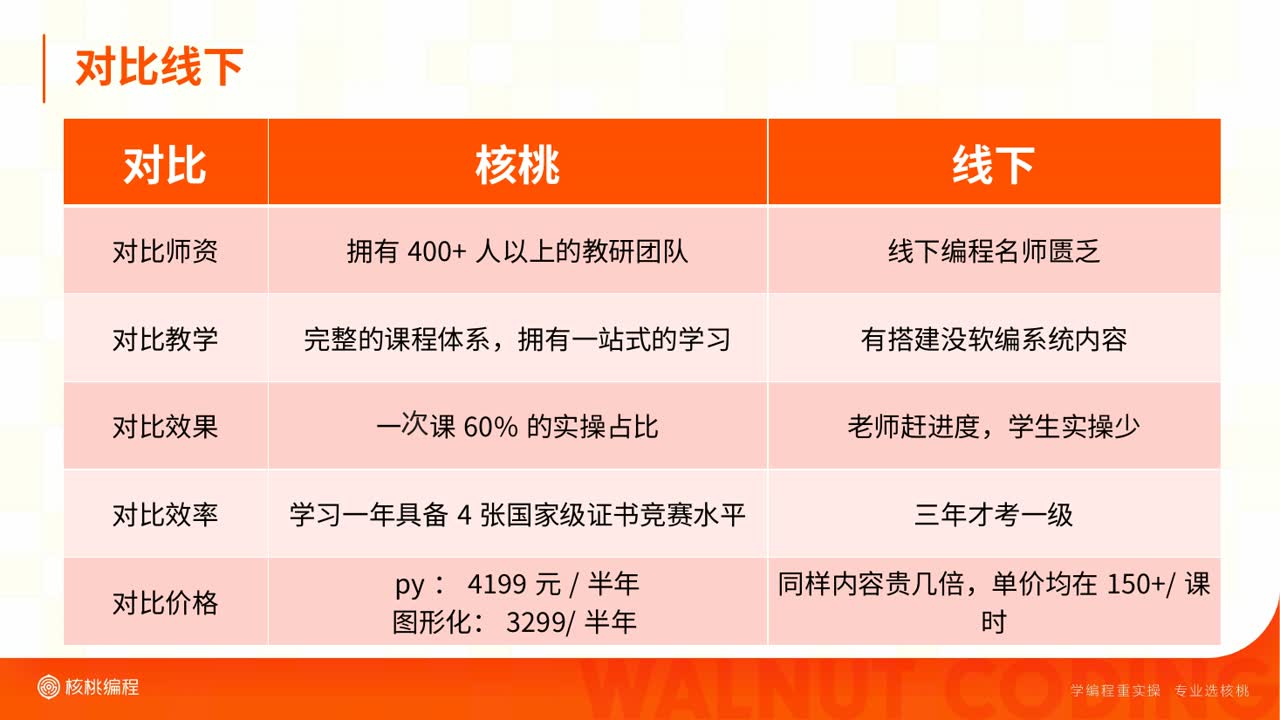 对比线下
对比 核桃 线下
对比师资 拥有 400+ 人以上的教研团队 线下编程名师匮乏
对比教学 完整的课程体系，拥有一站式的学习 有搭建没软编系统内容
对比效果 一次课 60% 的实操占比 老师赶进度，学生实操少
对比效率 学习一年具备 4 张国家级证书竞赛水平 三年才考一级
对比价格
py： 4199 元 / 半年
图形化： 3299/ 半年
同样内容贵几倍，单价均在 150+/ 课
时
核桃编程
WALNUT CODING
学编程重实操 专业选核桃